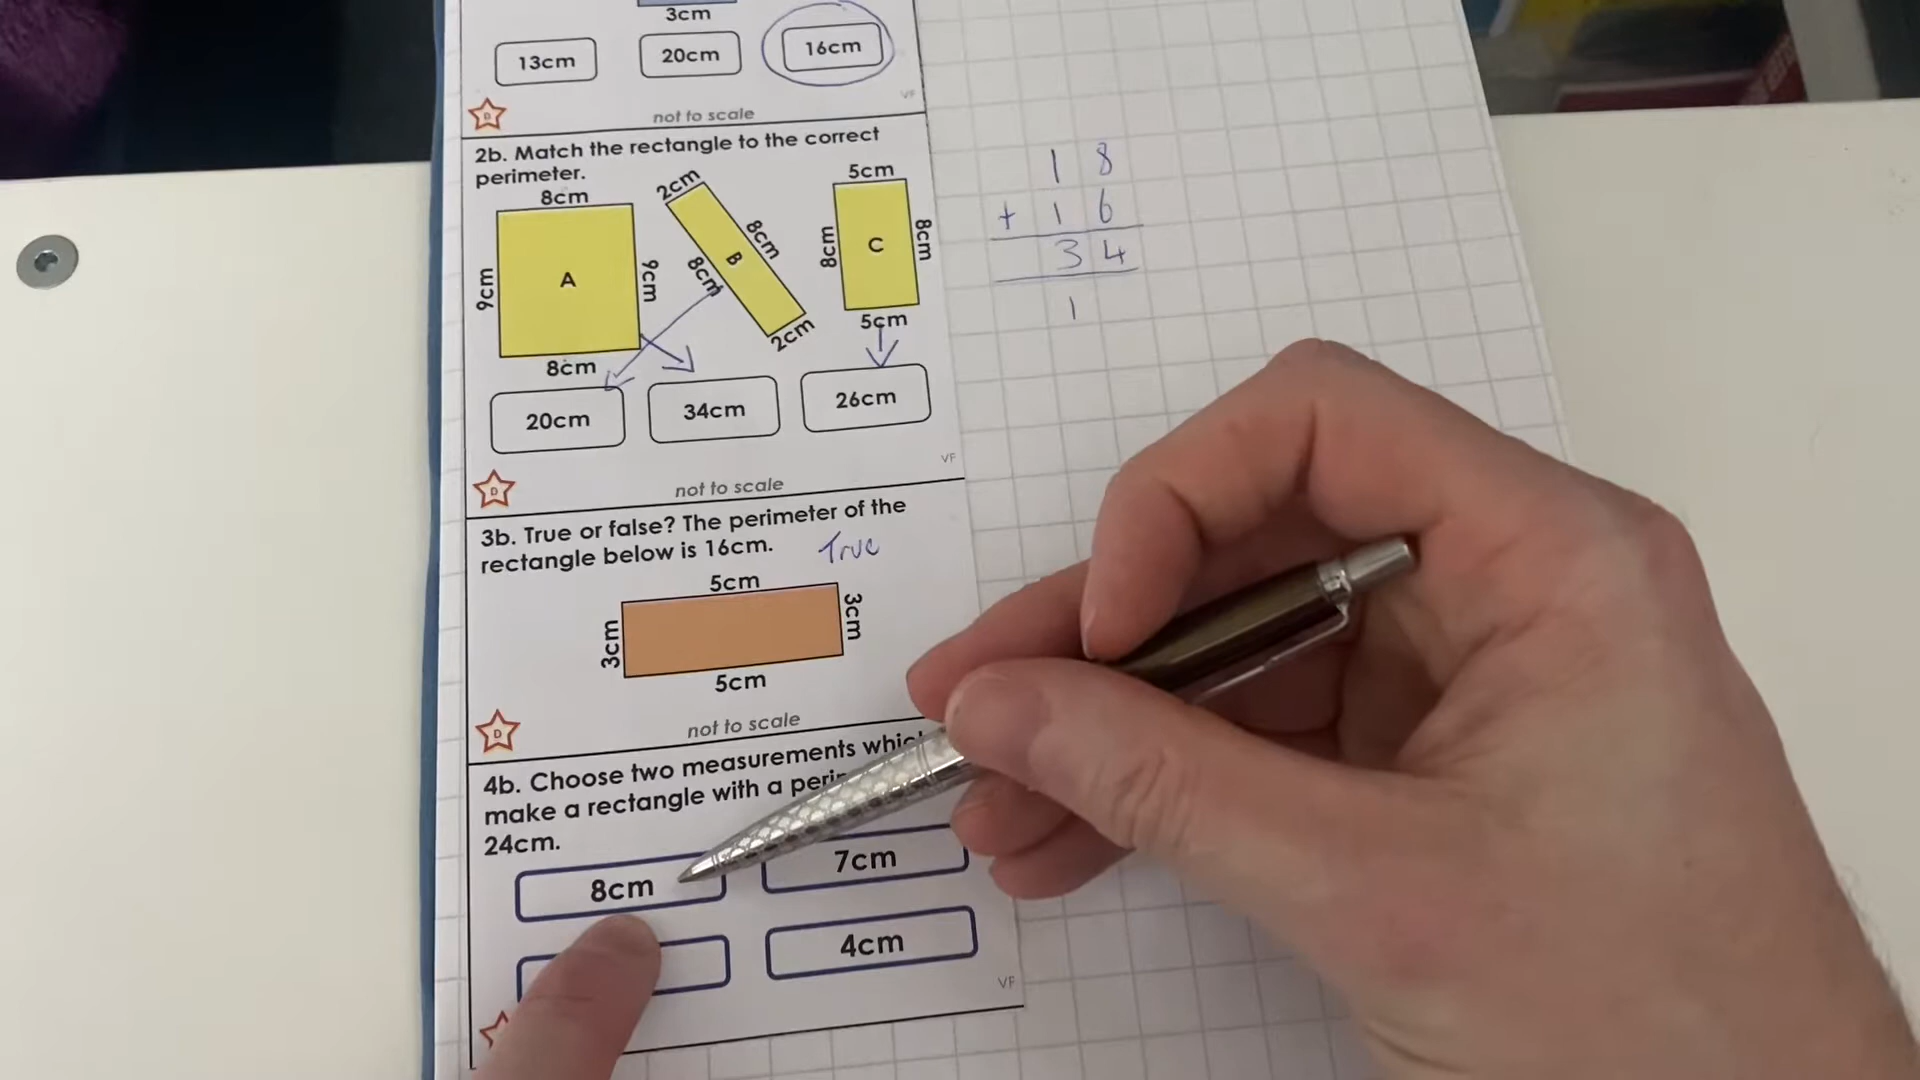 3cm
13cm
20cm
16cm
VF
D
not to scale
2b. Match the rectangle to the correct
perimeter.
8cm
9cm
A
9cm
8cm
2cm
8cm
B
8cm
2cm
5cm
8cm
C
8cm
5cm
20cm
34cm
26cm
VF
D
not to scale
3b. True or false? The perimeter of the
rectangle below is 16cm.
True
5cm
3cm
3cm
5cm
D
not to scale
4b. Choose two measurements
make a rectangle with a
24cm.
8cm
7cm
4cm
VF
1 8
+ 1 6
3 4
1